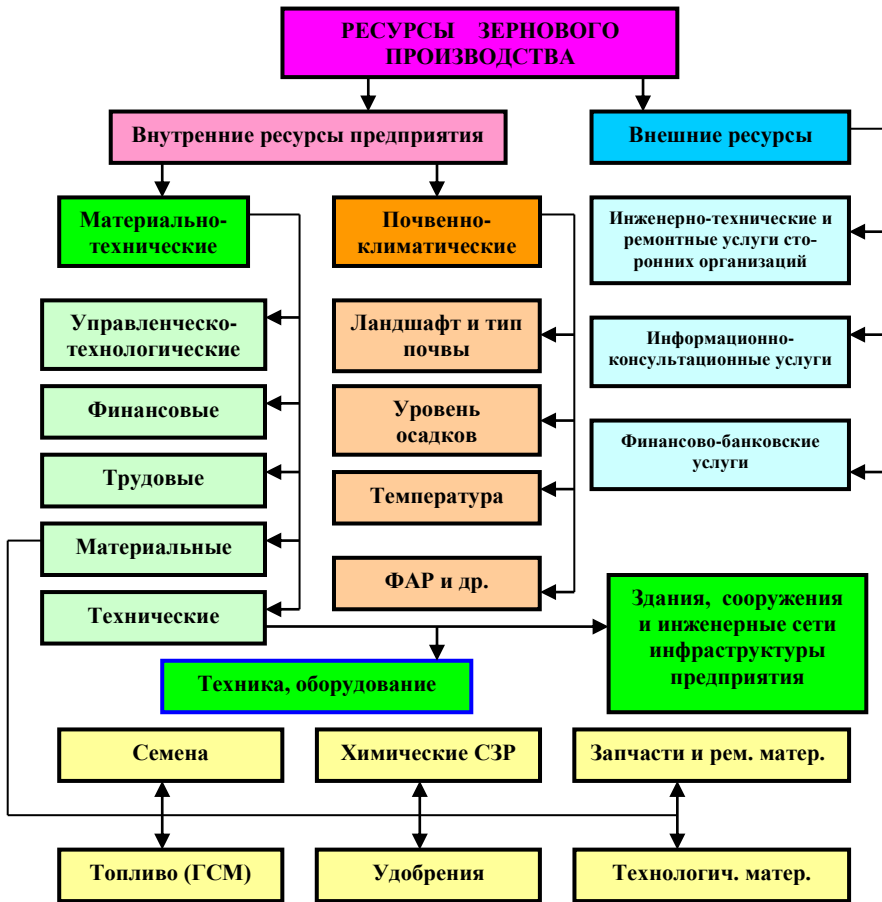 РЕСУРСЫ ЗЕРНОВОГО
ПРОИЗВОДСТВА
Внутренние ресурсы предприятия
Внешние ресурсы
Материально-
технические
Почвенно-
климатические
Инженерно-технические и
ремонтные услуги сто-
ронних организаций
Управленческо-
технологические
Ландшафт и тип
почвы
Информационно-
консультационные услуги
Финансовые
Уровень
осадков
Финансово-банковские
услуги
Трудовые
Температура
Материальные
ФАР и др.
Технические
Здания, сооружения
и инженерные сети
инфраструктуры
предприятия
Техника, оборудование
Семена
Химические СЗР
Запчасти и рем. матер.
Топливо (ГСМ)
Удобрения
Технологич. матер.